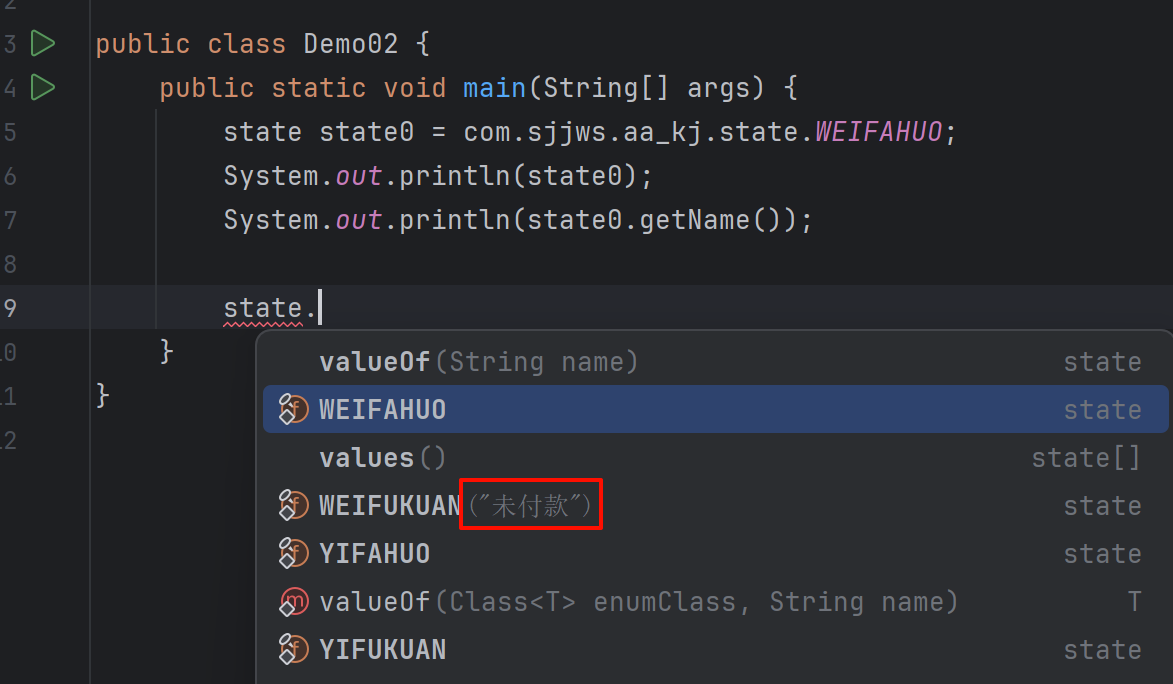 2
3 public class Demo02 {
4 public static void main(String[] args) {
5 state state0 = com.sjjws.aa_kj.state.WEIFAHUO;
6 System.out.println(state0);
7 System.out.println(state0.getName());
8
9 state.
10 }
valueOf(String name) state
11 }
f WEIFAHUO state
12
values() state[]
f WEIFUKUAN("未付款") state
f YIFAHUO state
m valueOf(Class<T> enumClass, String name) T
f YIFUKUAN state